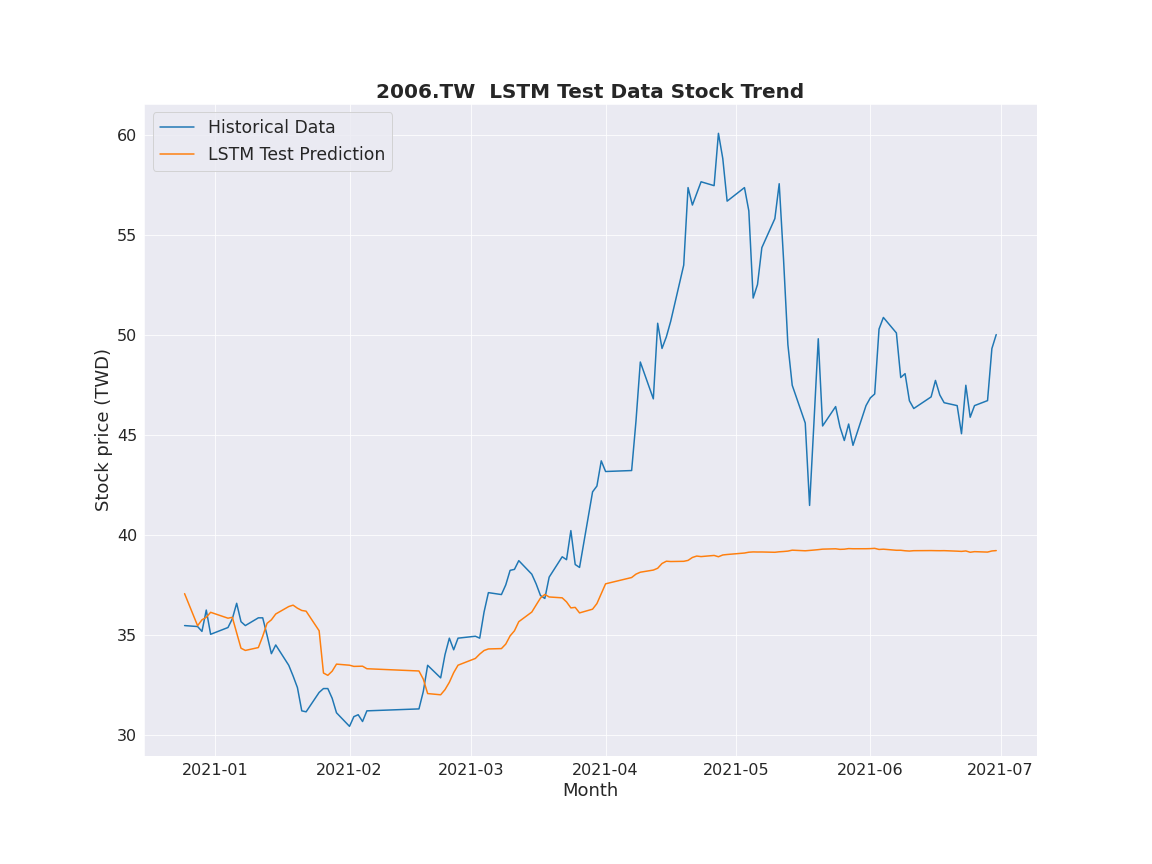 2006.TW  LSTM Test Data Stock Trend
Historical Data
LSTM Test Prediction
60
55
50
45
40
35
30
Stock price (TWD)
2021-01 2021-02 2021-03 2021-04 2021-05 2021-06 2021-07
Month